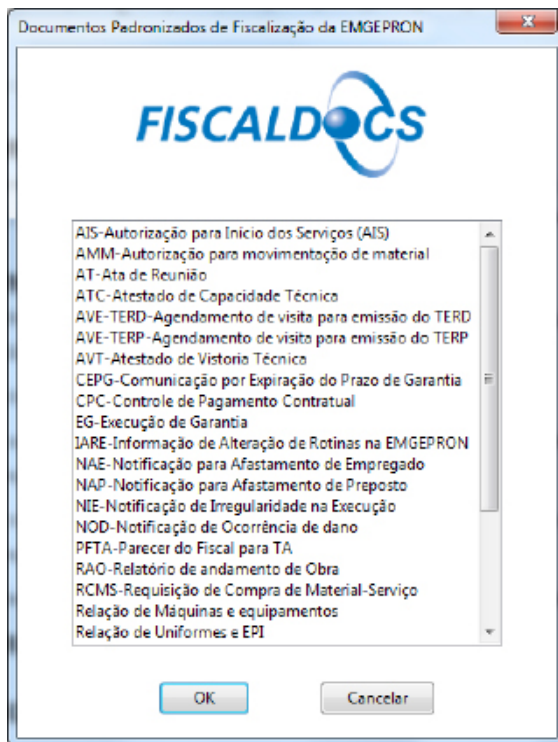 Documentos Padronizados de Fiscalização da EMGEPRON
FISCALDOCS
AIS-Autorização para Início dos Serviços (AIS)
AMM-Autorização para movimentação de material
AT-Ata de Reunião
ATC-Atestado de Capacidade Técnica
AVE-TERD-Agendamento de visita para emissão do TERD
AVE-TERP-Agendamento de visita para emissão do TERP
AVT-Atestado de Vistoria Técnica
CEPG-Comunicação por Expiração do Prazo de Garantia
CPC-Controle de Pagamento Contratual
EG-Execução de Garantia
IARE-Informação de Alteração de Rotinas na EMGEPRON
NAE-Notificação para Afastamento de Empregado
NAP-Notificação para Afastamento de Preposto
NIE-Notificação de Irregularidade na Execução
NOD-Notificação de Ocorrência de dano
PFTA-Parecer do Fiscal para TA
RAO-Relatório de andamento de Obra
RCMS-Requisição de Compra de Material-Serviço
Relação de Máquinas e equipamentos
Relação de Uniformes e EPI
OK Cancelar